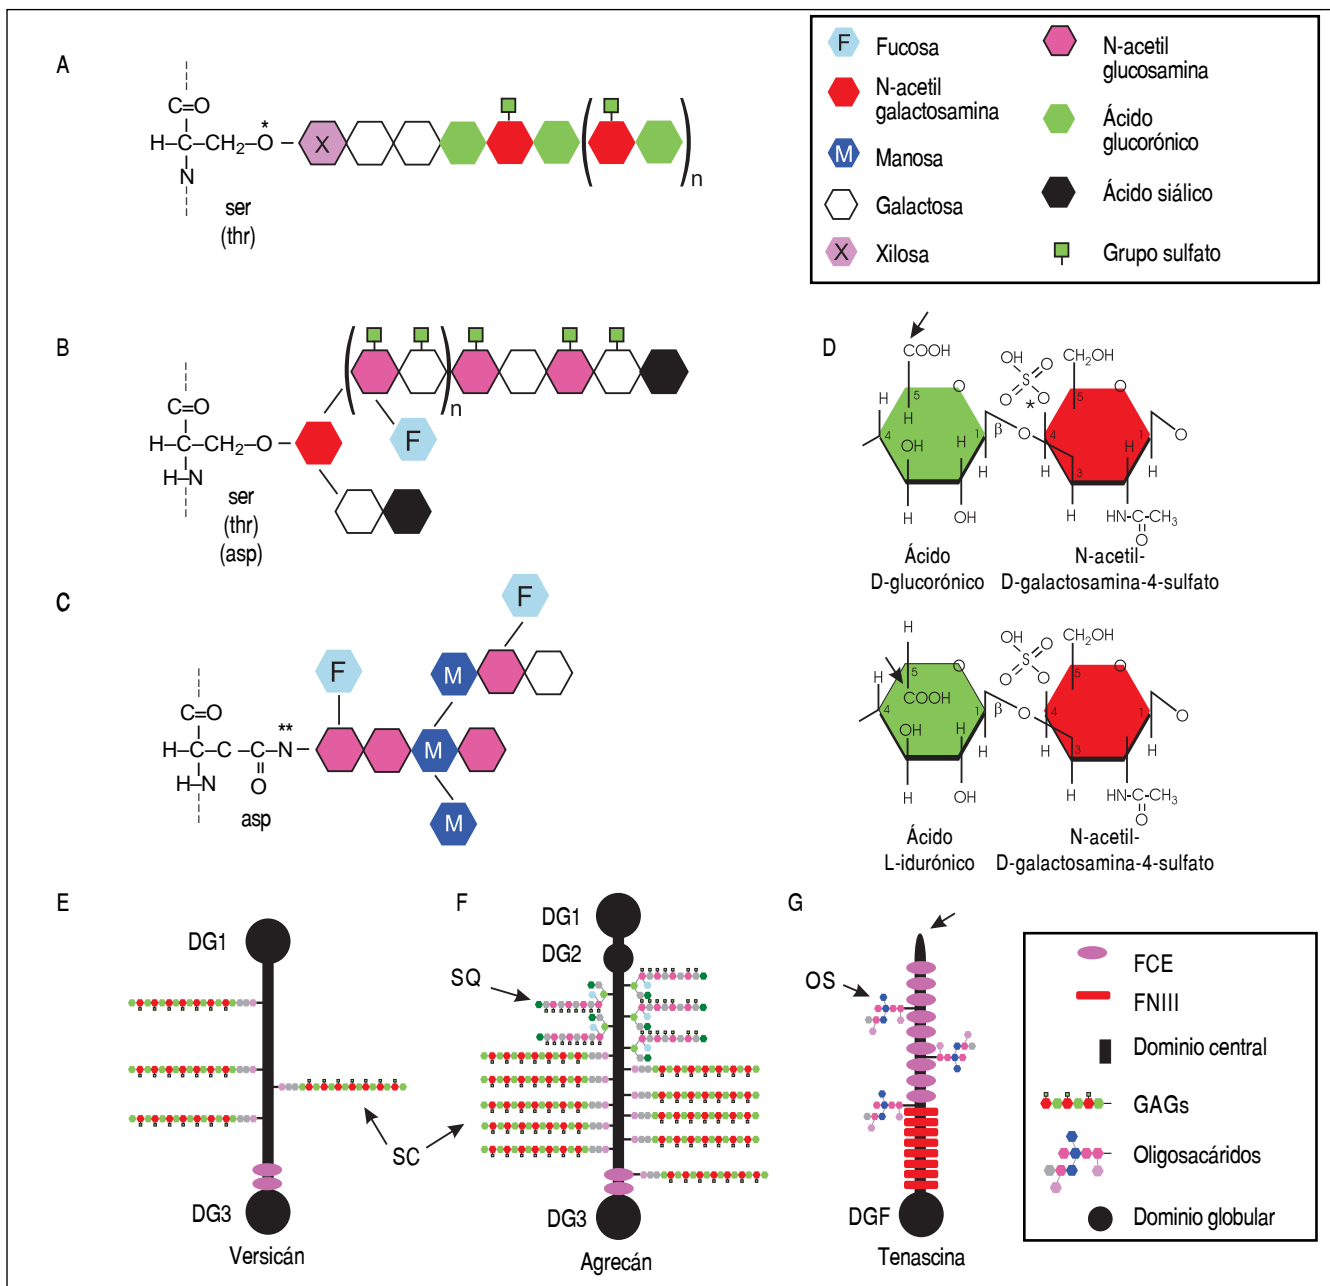 A
C=O
H–C–CH2–O –
*
N
ser
(thr)
X
n
F Fucosa
N-acetil
galactosamina
M Manosa
Galactosa
X Xilosa
N-acetil
glucosamina
Ácido
glucorónico
Ácido siálico
Grupo sulfato
B
C=O
H–C–CH2–O –
H–N
ser
(thr)
(asp)
n
F
C
C=O
H–C–C–C–N–
**
O
H–N
asp
F
F
M
M
M
D
COOH
O
5
H
H
4
OH
H
1
H
H
OH
β
O
OH
O
S
O
O
*
CH2OH
O
5
H
4
H
1
3
H
H
HN-C-CH3
O
O
Ácido
D-glucorónico
N-acetil-
D-galactosamina-4-sulfato
H
O
5
COOH
H
4
OH
H
1
H
H
OH
β
O
OH
O
S
O
O
CH2OH
O
5
H
4
H
1
3
H
H
HN-C-CH3
O
O
Ácido
L-idurónico
N-acetil-
D-galactosamina-4-sulfato
E
DG1
DG3
Versicán
SC
F
DG1
DG2
SQ
DG3
Agrecán
G
OS
DGF
Tenascina
FCE
FNIII
Dominio central
GAGs
Oligosacáridos
Dominio globular